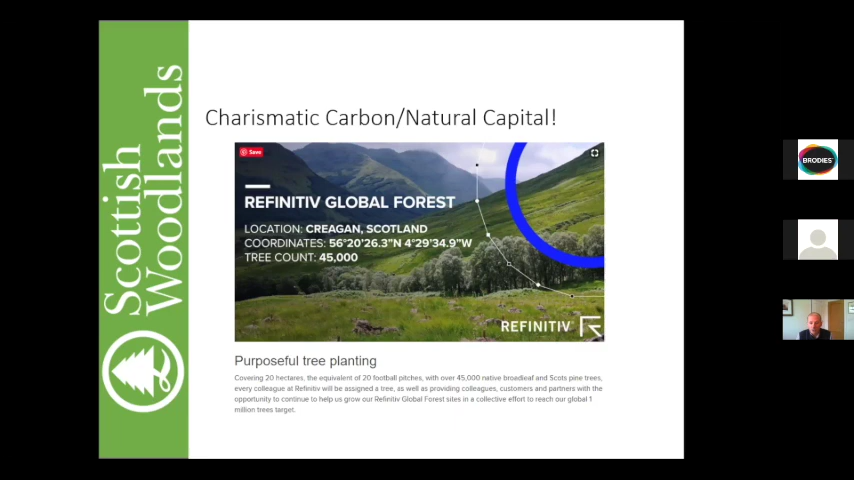 Scottish
Woodlands
Charismatic Carbon/Natural Capital!
Save
REFINITIV GLOBAL FOREST
LOCATION: CREAGAN, SCOTLAND
COORDINATES: 56°20'26.3"N 4°29'34.9"W
TREE COUNT: 45,000
REFINITIV
Purposeful tree planting
Covering 20 hectares, the equivalent of 20 football pitches, with over 45,000 native broadleaf and Scots pine trees,
every colleague at Refinitiv will be assigned a tree, as well as providing colleagues, customers and partners with the
opportunity to continue to help us grow our Refinitiv Global Forest sites in a collective effort to reach our global 1
million trees target.
BRODIES